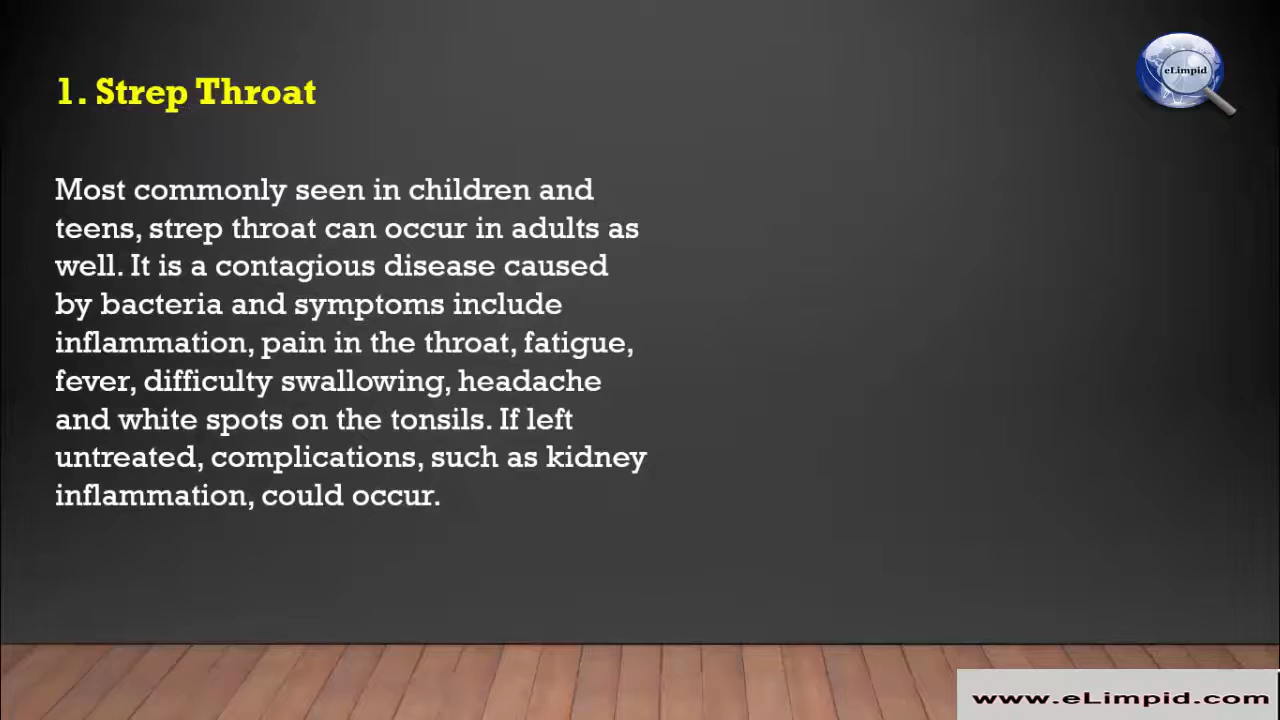 1. Strep Throat
eLimpid
Most commonly seen in children and
teens, strep throat can occur in adults as
well. It is a contagious disease caused
by bacteria and symptoms include
inflammation, pain in the throat, fatigue,
fever, difficulty swallowing, headache
and white spots on the tonsils. If left
untreated, complications, such as kidney
inflammation, could occur.
www.eLimpid.com